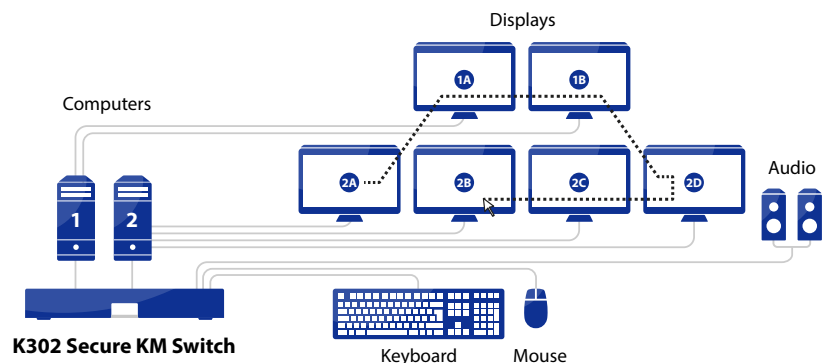 Displays
1A 1B
Computers
2A 2B 2C 2D
Audio
1 2
K302 Secure KM Switch
Keyboard Mouse